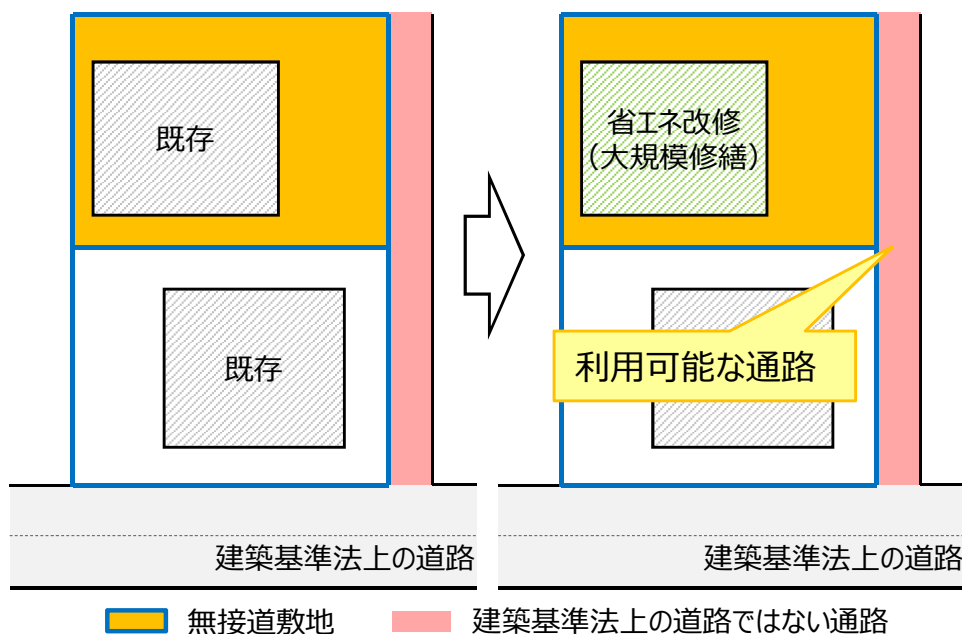 既存
省エネ改修
（大規模修繕）
既存
利用可能な通路
建築基準法上の道路
建築基準法上の道路
無接道敷地
建築基準法上の道路ではない通路